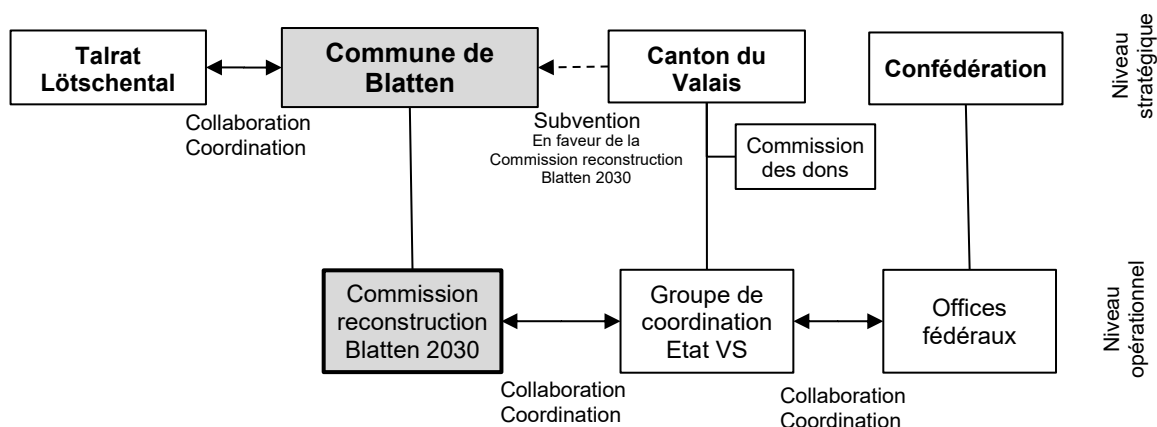 Talrat
Lötschental
Commune de
Blatten
Canton du
Valais
Confédération
Niveau
stratégique
Collaboration
Coordination
Subvention
En faveur de la
Commission reconstruction
Blatten 2030
Commission
des dons
Commission
reconstruction
Blatten 2030
Groupe de
coordination
Etat VS
Offices
fédéraux
Niveau
opérationnel
Collaboration
Coordination
Collaboration
Coordination